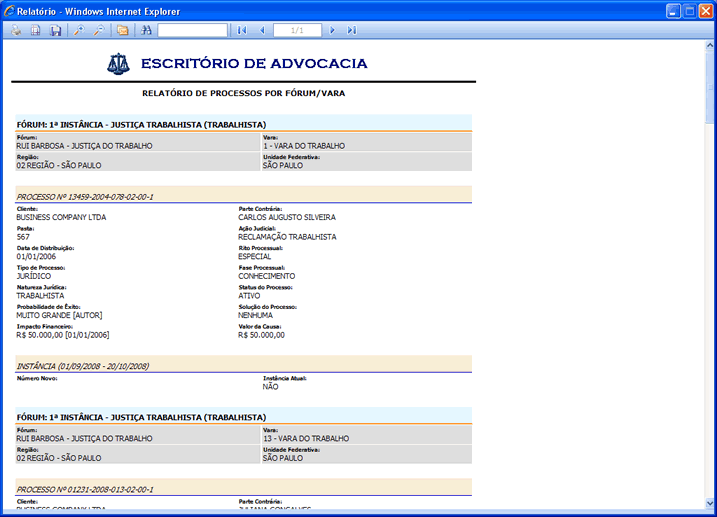 Relatório - Windows Internet Explorer
1/1
ESCRITÓRIO DE ADVOCACIA
RELATÓRIO DE PROCESSOS POR FÓRUM/VARA
FÓRUM: 1ª INSTÂNCIA - JUSTIÇA TRABALHISTA (TRABALHISTA)
Fórum: Vara:
RUI BARBOSA - JUSTIÇA DO TRABALHO 1 - VARA DO TRABALHO
Região: Unidade Federativa:
02 REGIÃO - SÃO PAULO SÃO PAULO
PROCESSO Nº 13459-2004-078-02-00-1
Cliente: Parte Contrária:
BUSINESS COMPANY LTDA CARLOS AUGUSTO SILVEIRA
Pasta: Ação Judicial:
567 RECLAMAÇÃO TRABALHISTA
Data de Distribuição: Rito Processual:
01/01/2006 ESPECIAL
Tipo de Processo: Fase Processual:
JURÍDICO CONHECIMENTO
Natureza Jurídica: Status do Processo:
TRABALHISTA ATIVO
Probabilidade de Êxito: Solução do Processo:
MUITO GRANDE [AUTOR] NENHUMA
Impacto Financeiro: Valor da Causa:
R$ 50.000,00 [01/01/2006] R$ 50.000,00
INSTÂNCIA (01/09/2008 - 20/10/2008)
Número Novo: Instância Atual:
NÃO
FÓRUM: 1ª INSTÂNCIA - JUSTIÇA TRABALHISTA (TRABALHISTA)
Fórum: Vara:
RUI BARBOSA - JUSTIÇA DO TRABALHO 13 - VARA DO TRABALHO
Região: Unidade Federativa:
02 REGIÃO - SÃO PAULO SÃO PAULO
PROCESSO Nº 01231-2008-013-02-00-1
Cliente: Parte Contrária:
BUSINESS COMPANY LTDA JULIANA GONÇALVES